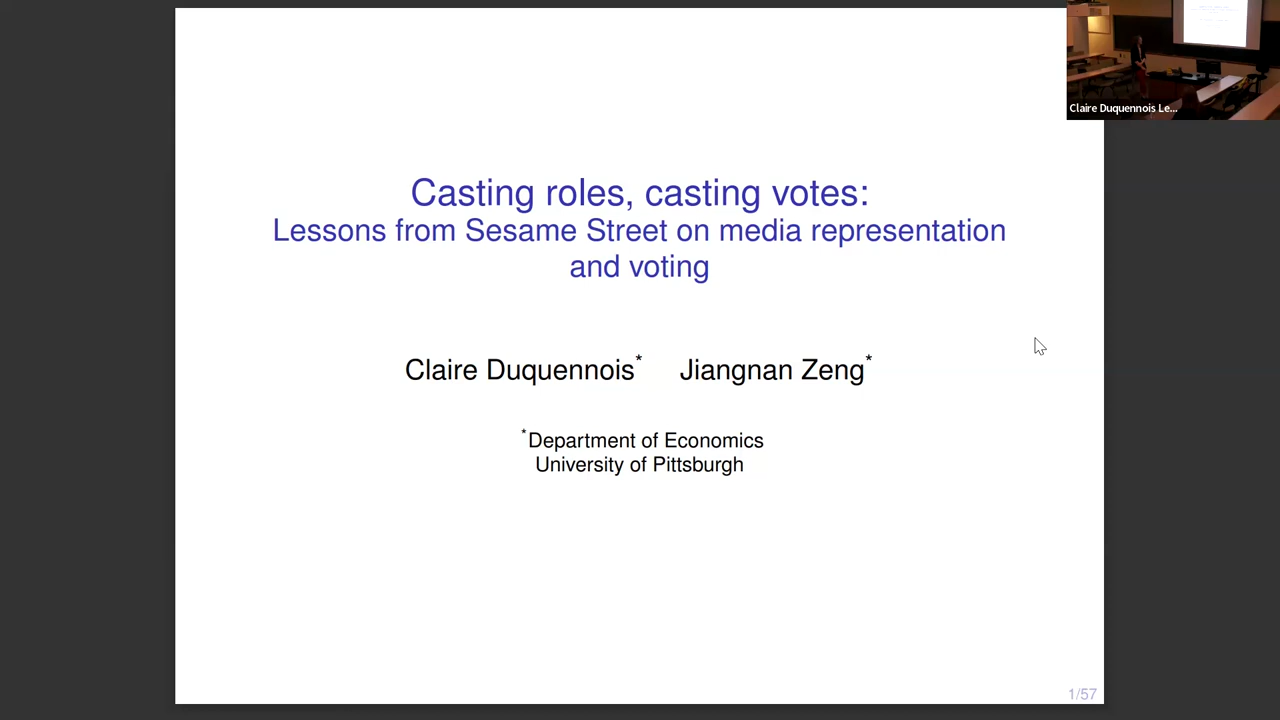 Claire Duquennois Le...
Casting roles, casting votes:
Lessons from Sesame Street on media representation
and voting
Claire Duquennois* Jiangnan Zeng*
*Department of Economics
University of Pittsburgh
1/57